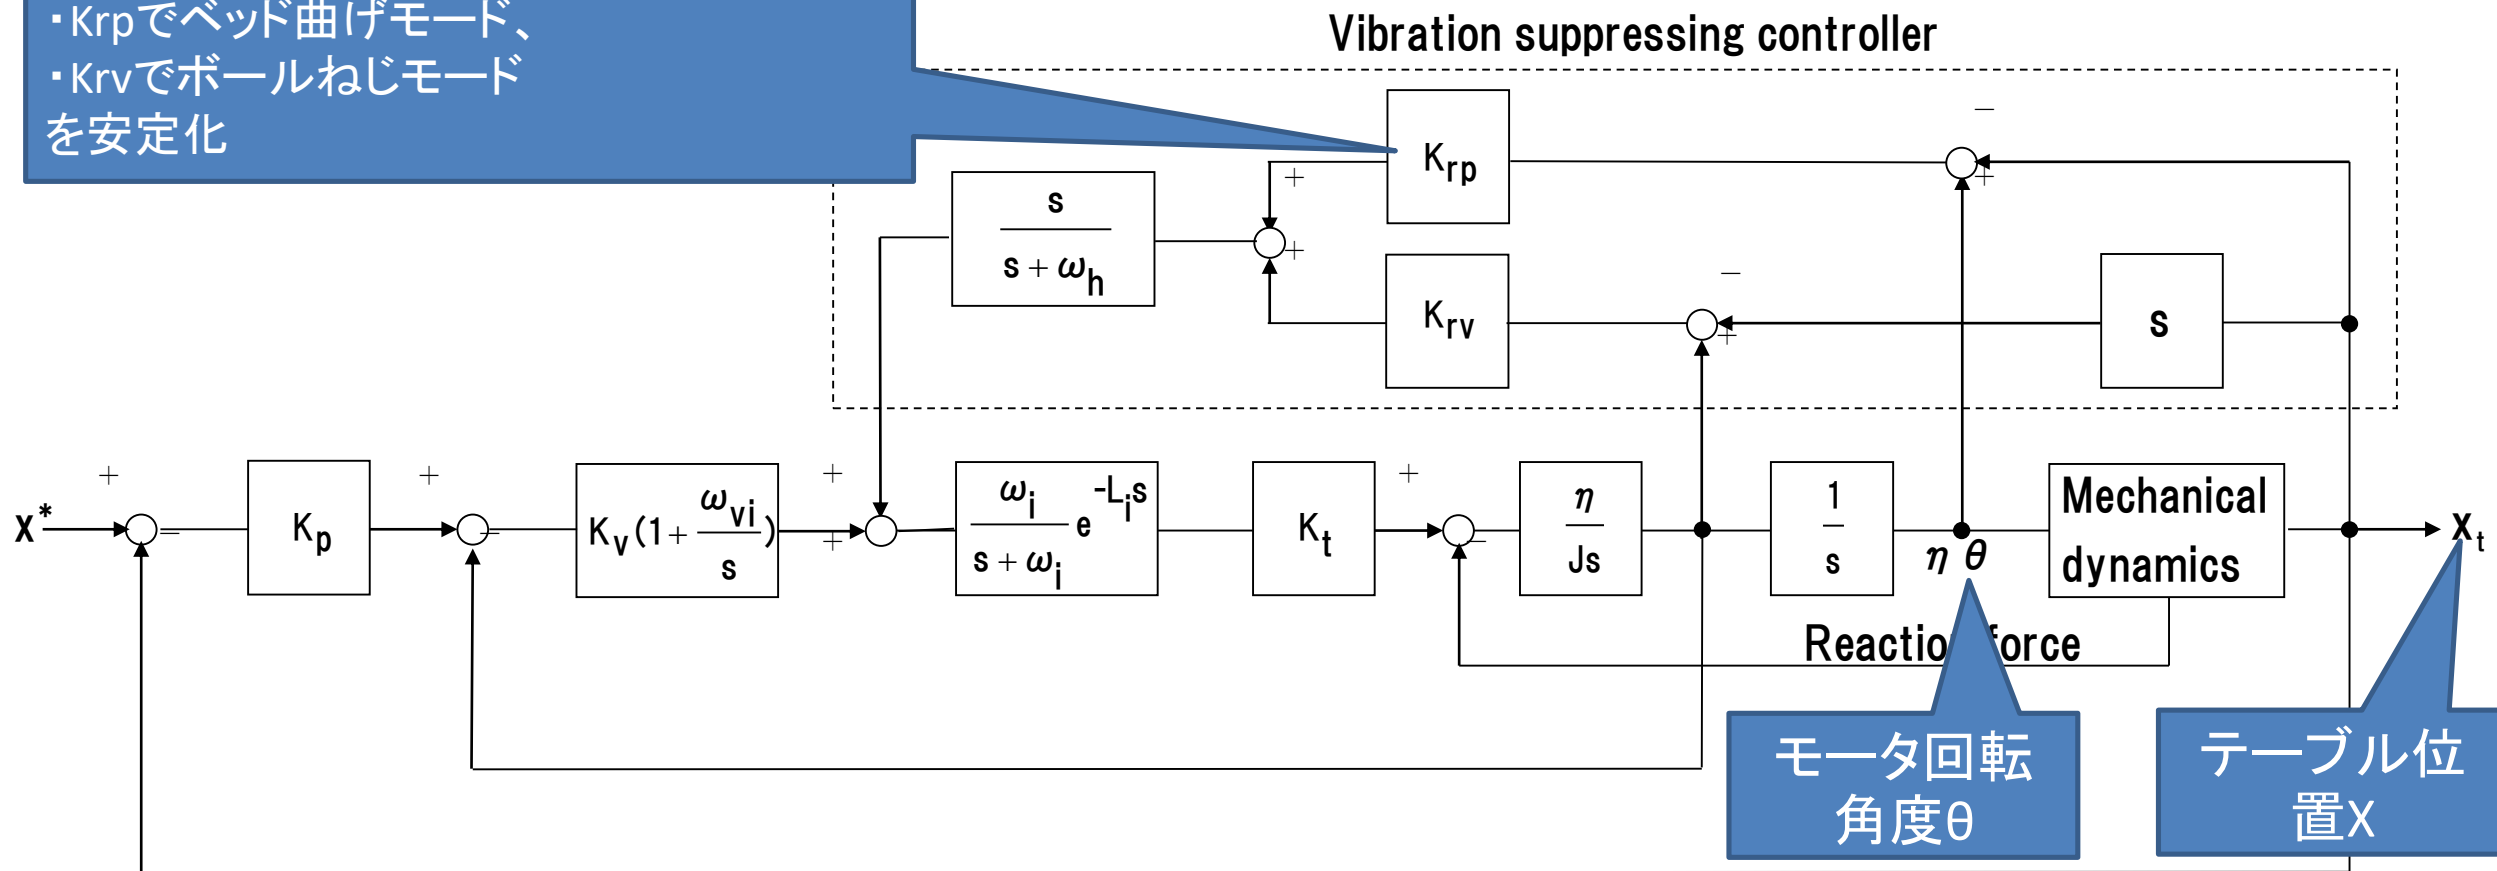 ・Krpでベッド曲げモード、
・Krvでボールねじモード
を安定化
Vibration suppressing controller
−
Krp
+
+
s
s+ωh
+
−
Krv
+
s
+
+
+
+
X*
−
Kp
−
Kv(1+ωvi
s)
+
ωi
s+ωi
e-Lis
Kt
−
η
Js
1
s
ηθ
Mechanical
dynamics
Xt
Reaction force
モータ回転
角度θ
テーブル位
置X